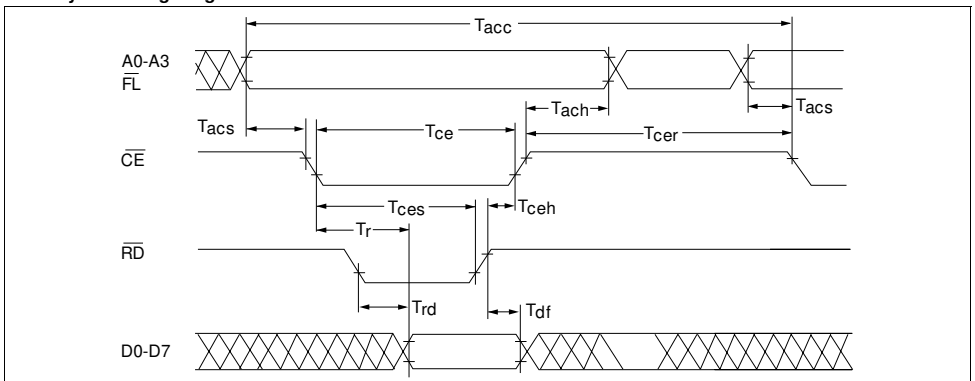 Tacc
A0-A3
FL
Tach
Tacs
Tacs
Tce
Tcer
CE
Tces
Tceh
Tr
RD
Trd
Tdf
D0-D7